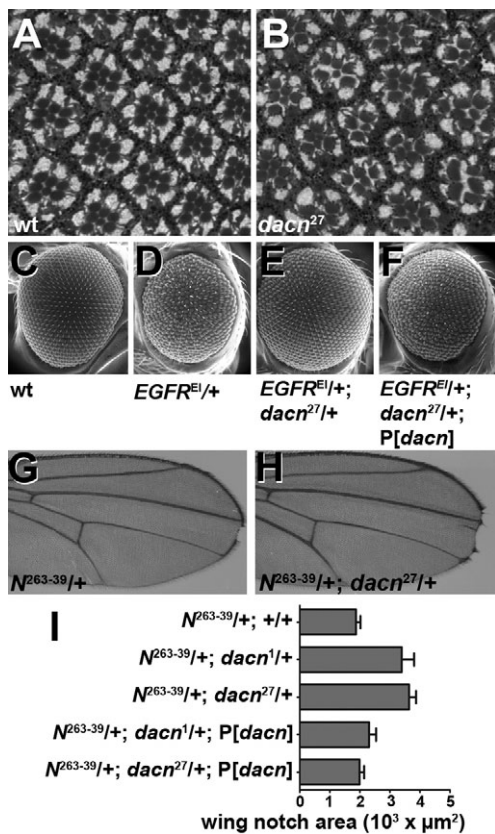 A
B
wt
dacn²⁷
C
D
E
F
wt
EGFRᴱˡ/+
EGFRᴱˡ/+;
dacn²⁷/+
EGFRᴱˡ/+;
dacn²⁷/+;
P[dacn]
G
H
N²⁶³⁻³⁹/+
N²⁶³⁻³⁹/+; dacn²⁷/+
I
N²⁶³⁻³⁹/+; +/+
N²⁶³⁻³⁹/+; dacn¹/+
N²⁶³⁻³⁹/+; dacn²⁷/+
N²⁶³⁻³⁹/+; dacn¹/+; P[dacn]
N²⁶³⁻³⁹/+; dacn²⁷/+; P[dacn]
0 1 2 3 4 5
wing notch area (10³ x µm²)